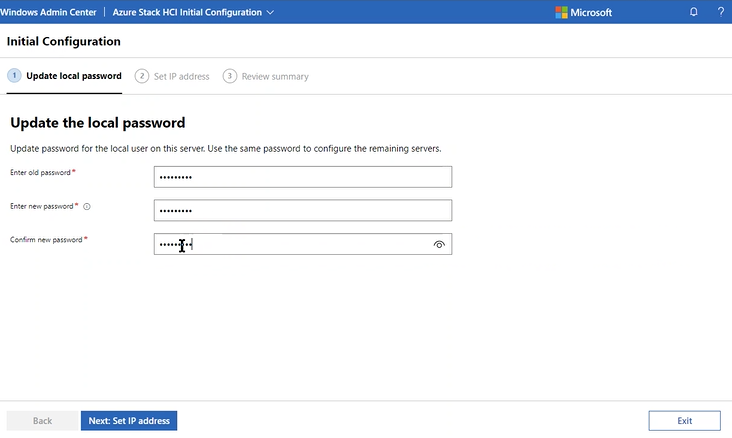 Windows Admin Center | Azure Stack HCI Initial Configuration Microsoft ?
Initial Configuration
1 Update local password 2 Set IP address 3 Review summary
Update the local password
Update password for the local user on this server. Use the same password to configure the remaining servers.
Enter old password* •••••••••
Enter new password* •••••••••
Confirm new password* •••••••••
Back Next: Set IP address Exit